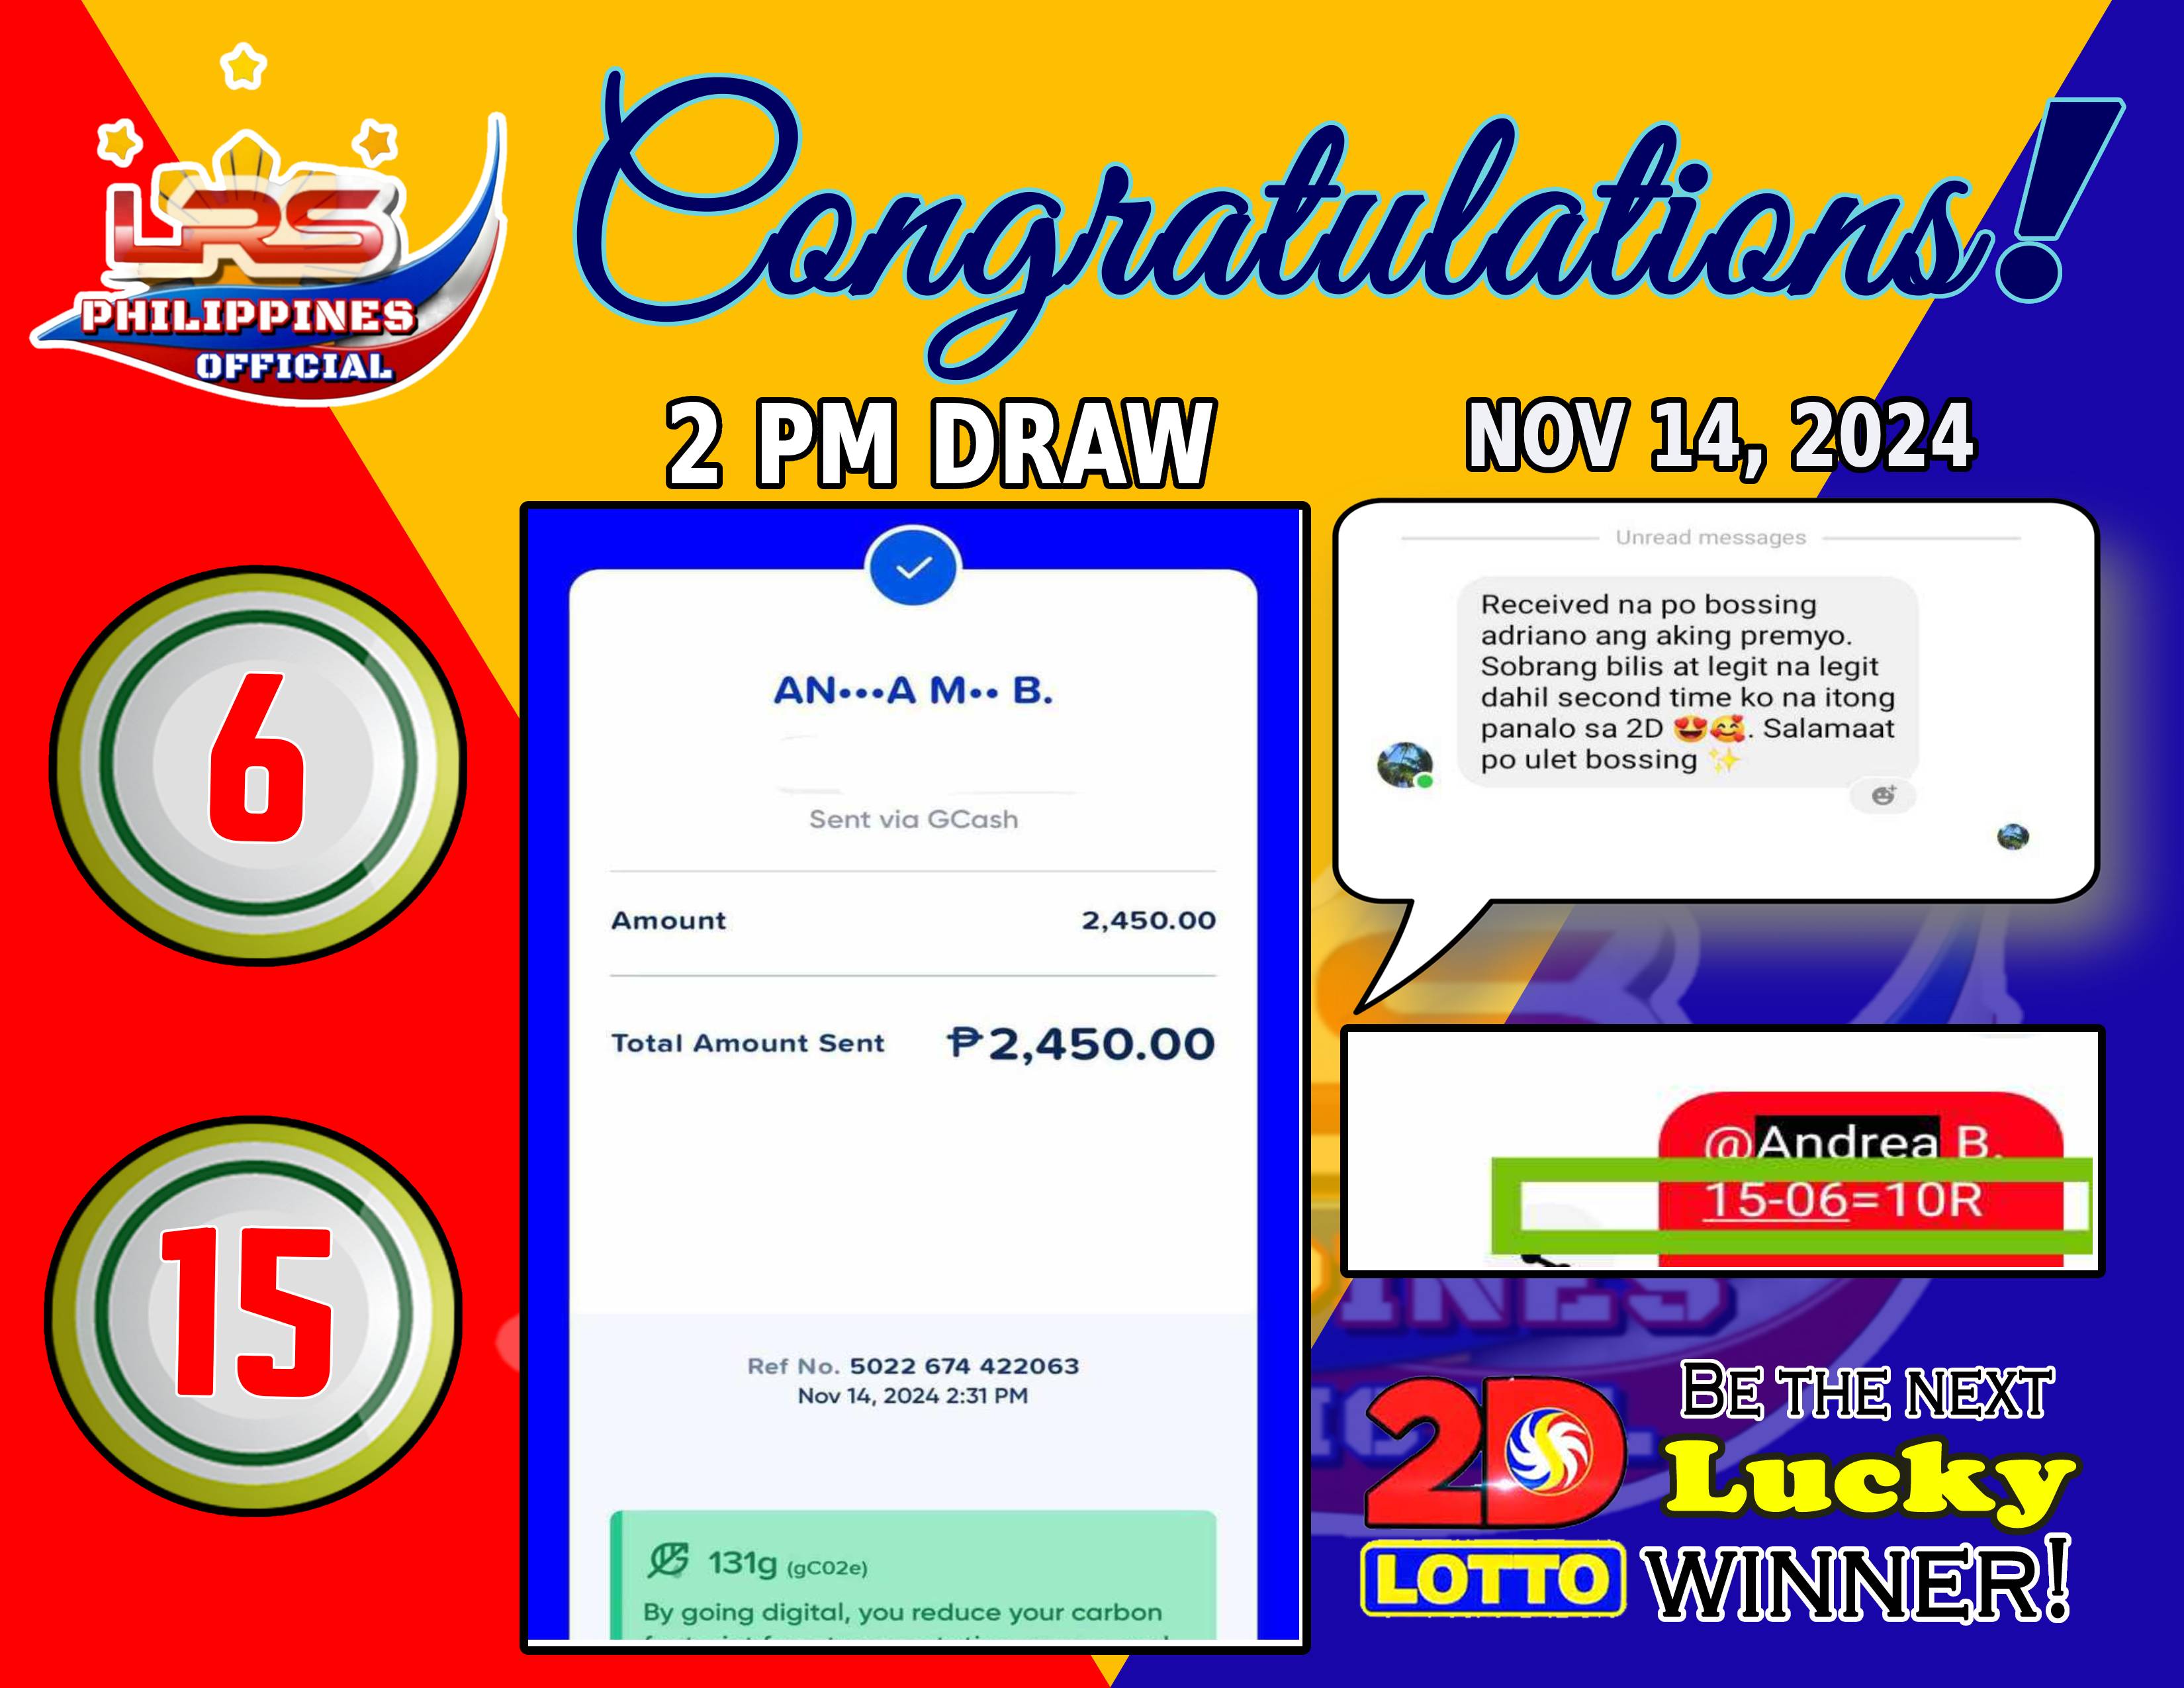 LRS
PHILIPPINES
OFFICIAL
Congratulations!
2 PM DRAW
NOV 14, 2024
6
15
AN•••A M•• B.
Sent via GCash
Amount 2,450.00
Total Amount Sent ₱2,450.00
Ref No. 5022 674 422063
Nov 14, 2024 2:31 PM
131g (gC02e)
By going digital, you reduce your carbon
Unread messages
Received na po bossing
adriano ang aking premyo.
Sobrang bilis at legit na legit
dahil second time ko na itong
panalo sa 2D 😍🥰. Salamaat
po ulet bossing ✨
@Andrea B.
15-06=10R
2D
LOTTO
BE THE NEXT
Lucky
WINNER!